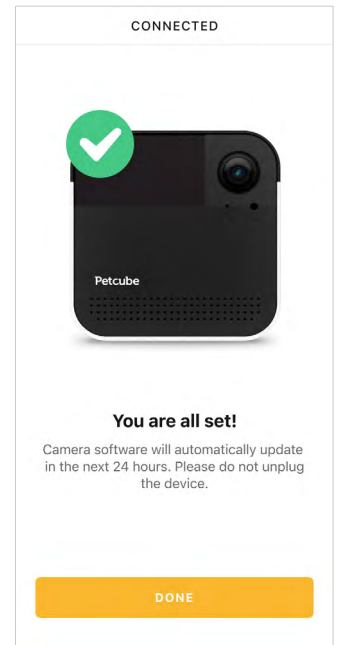 CONNECTED
Petcube
You are all set!
Camera software will automatically update
in the next 24 hours. Please do not unplug
the device.
DONE